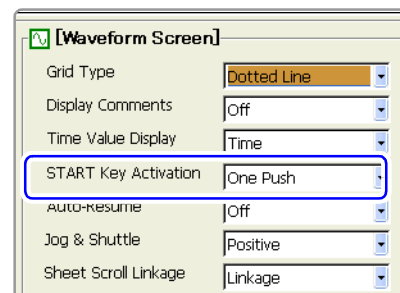 [Waveform Screen]
Grid Type Dotted Line
Display Comments Off
Time Value Display Time
START Key Activation One Push
Auto-Resume Off
Jog & Shuttle Positive
Sheet Scroll Linkage Linkage